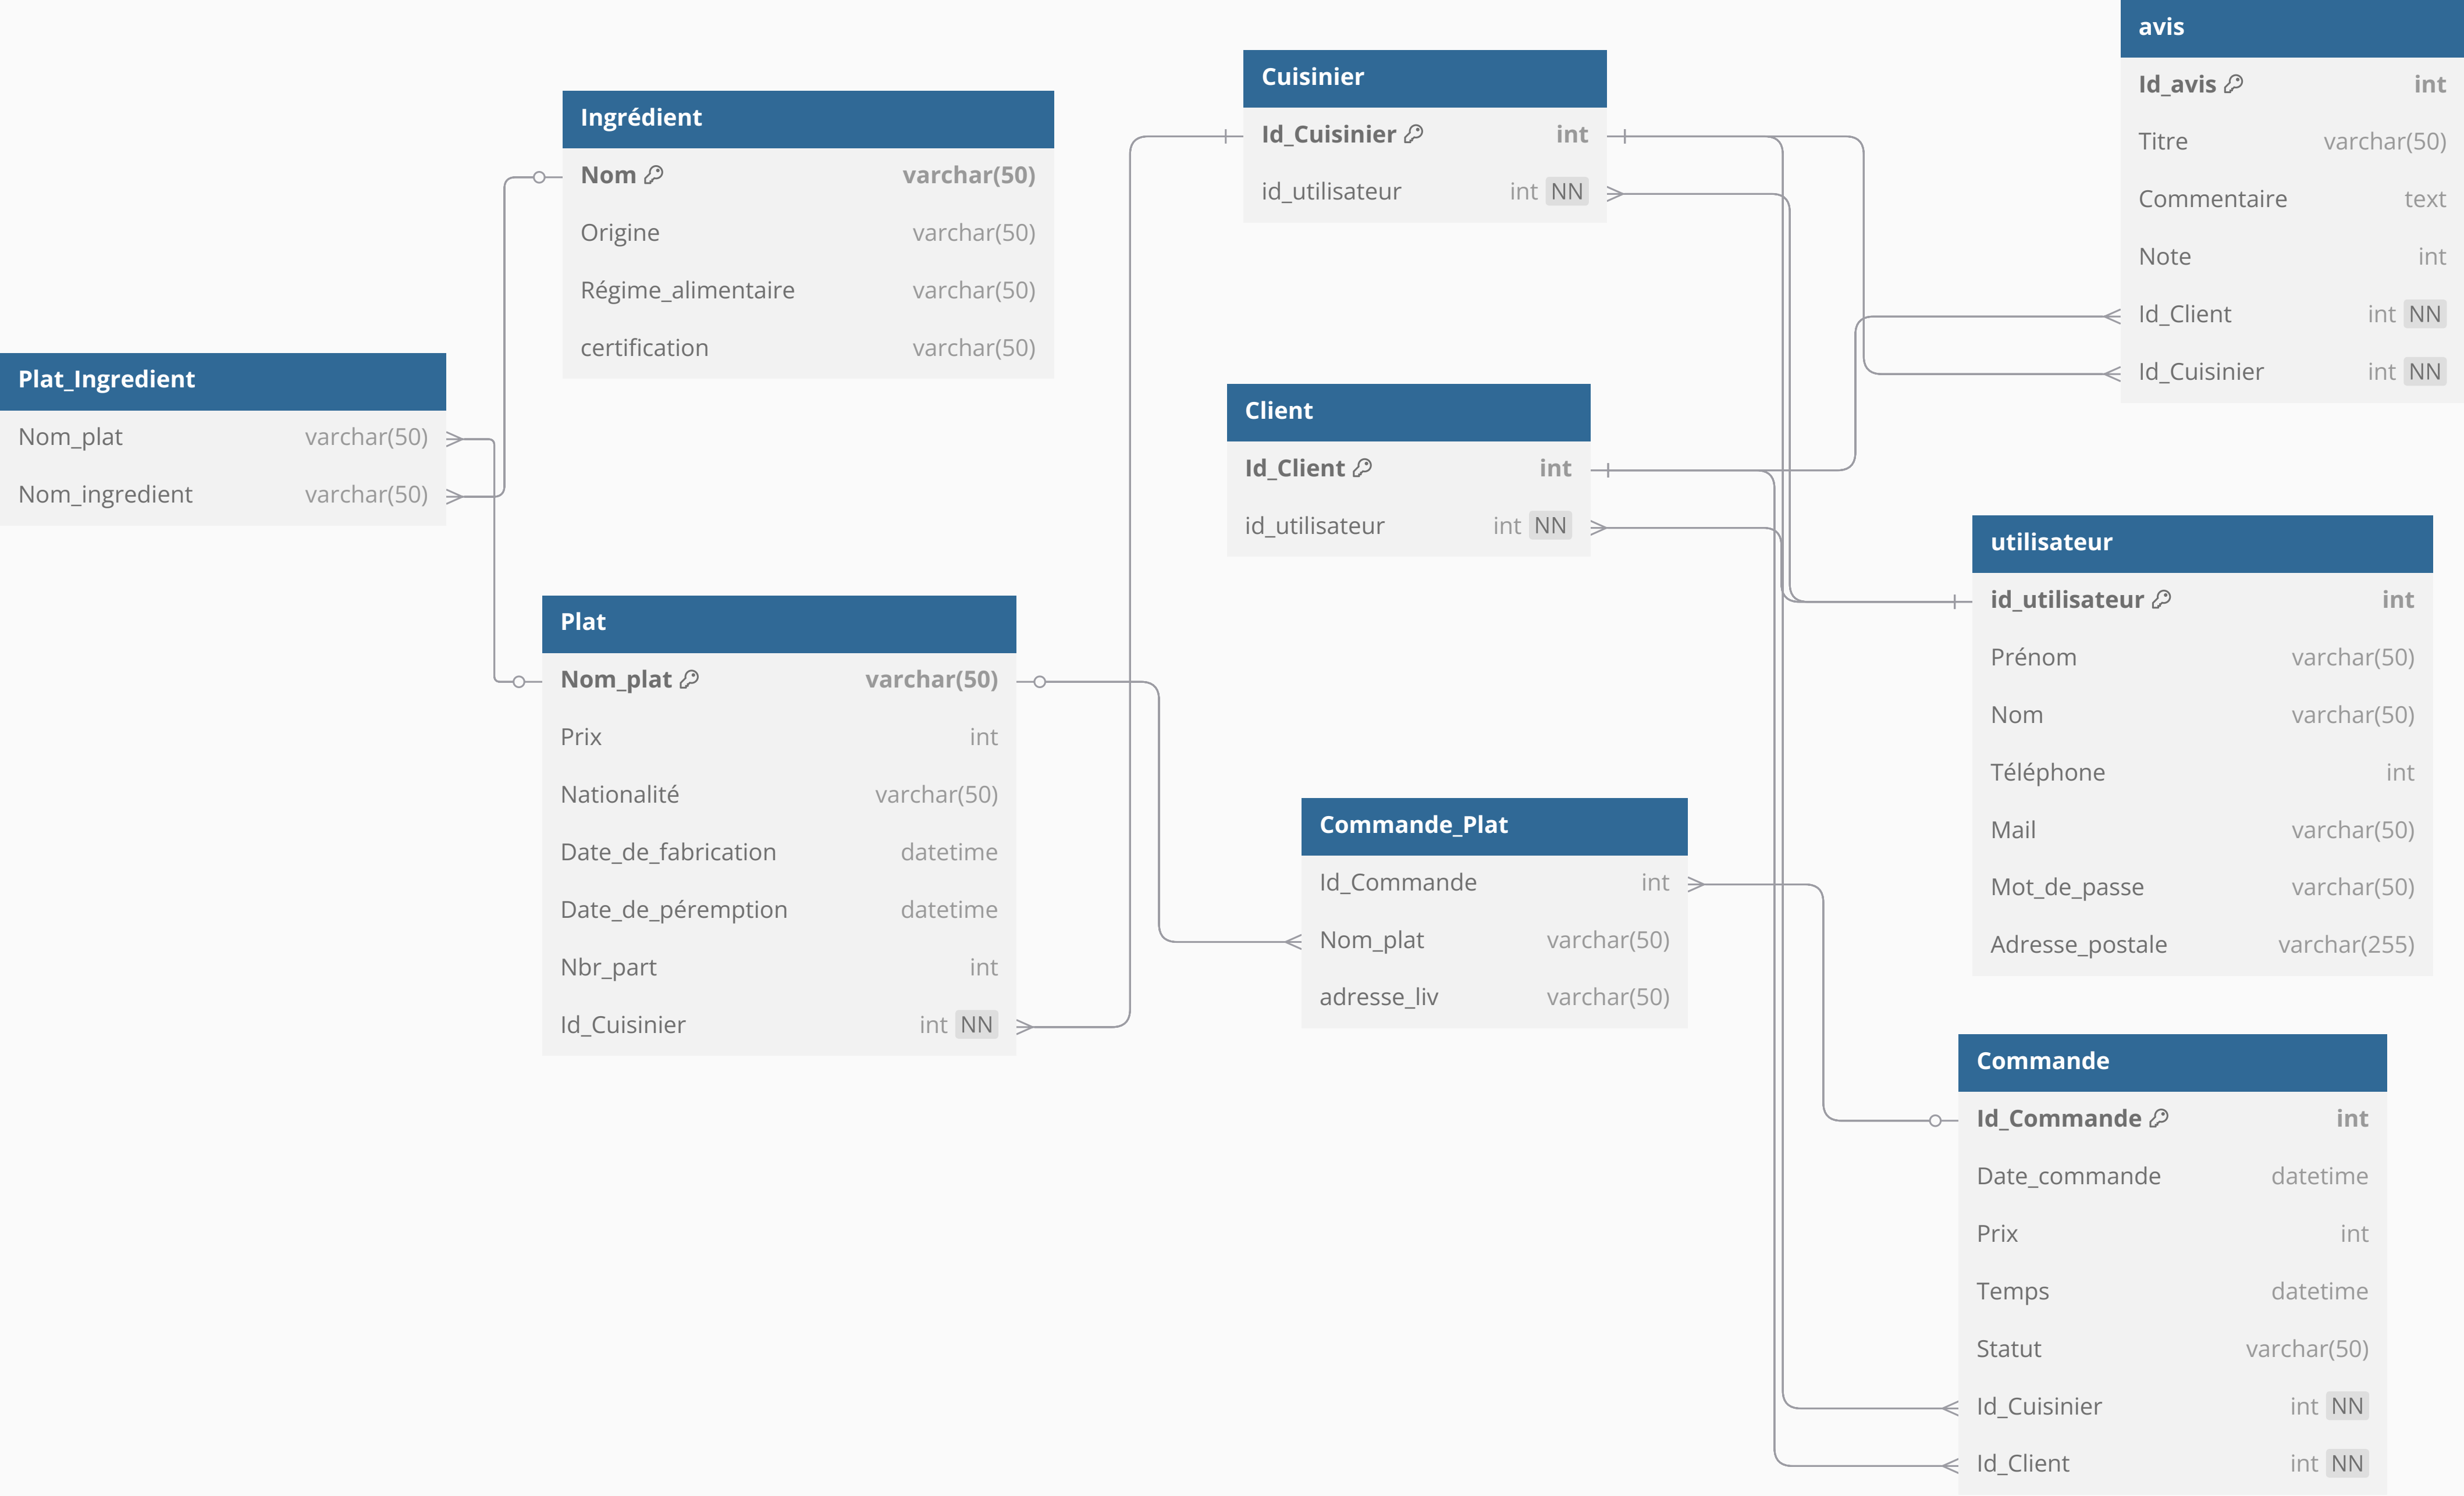 Plat_Ingredient
Nom_plat varchar(50)
Nom_ingredient varchar(50)
Ingrédient
Nom varchar(50)
Origine varchar(50)
Régime_alimentaire varchar(50)
certification varchar(50)
Plat
Nom_plat varchar(50)
Prix int
Nationalité varchar(50)
Date_de_fabrication datetime
Date_de_péremption datetime
Nbr_part int
Id_Cuisinier int NN
Cuisinier
Id_Cuisinier int
id_utilisateur int NN
Client
Id_Client int
id_utilisateur int NN
Commande_Plat
Id_Commande int
Nom_plat varchar(50)
adresse_liv varchar(50)
avis
Id_avis int
Titre varchar(50)
Commentaire text
Note int
Id_Client int NN
Id_Cuisinier int NN
utilisateur
id_utilisateur int
Prénom varchar(50)
Nom varchar(50)
Téléphone int
Mail varchar(50)
Mot_de_passe varchar(50)
Adresse_postale varchar(255)
Commande
Id_Commande int
Date_commande datetime
Prix int
Temps datetime
Statut varchar(50)
Id_Cuisinier int NN
Id_Client int NN